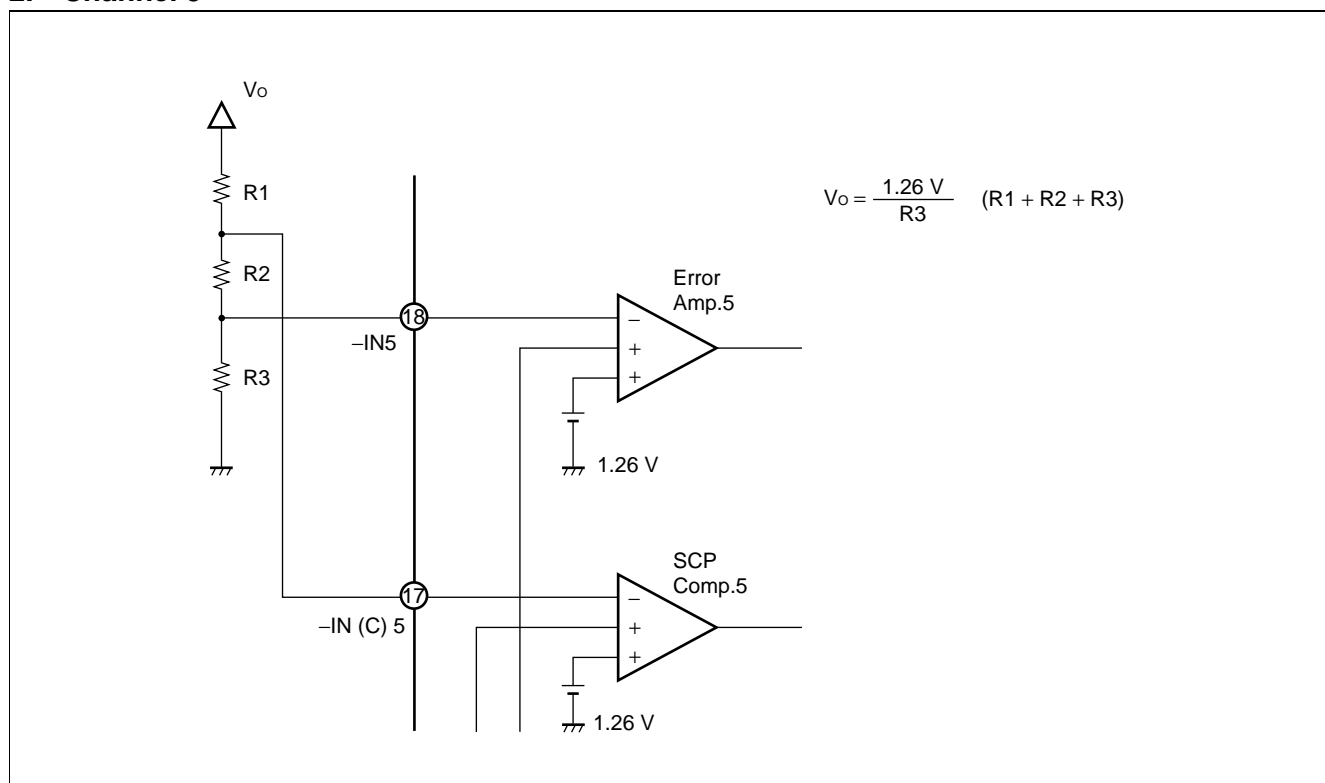 Vo
R1
R2
R3
Vo = 1.26 V / R3 (R1 + R2 + R3)
Error
Amp.5
18
−IN5
−
+
+
1.26 V
SCP
Comp.5
17
−IN (C) 5
−
+
+
1.26 V